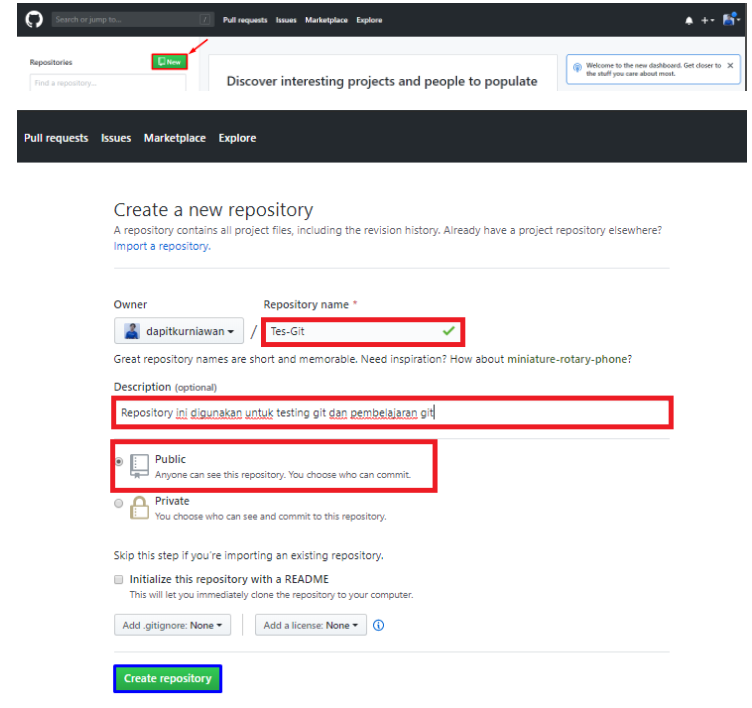 Search or jump to... /
Pull requests Issues Marketplace Explore
Repositories
New
Find a repository...
Discover interesting projects and people to populate
Welcome to the new dashboard. Get closer to
the stuff you care about most.
Pull requests Issues Marketplace Explore
Create a new repository
A repository contains all project files, including the revision history. Already have a project repository elsewhere?
Import a repository.
Owner
Repository name *
dapitkurniawan / Tes-Git
Great repository names are short and memorable. Need inspiration? How about miniature-rotary-phone?
Description (optional)
Repository ini digunakan untuk testing git dan pembelajaran git
Public
Anyone can see this repository. You choose who can commit.
Private
You choose who can see and commit to this repository.
Skip this step if you're importing an existing repository.
Initialize this repository with a README
This will let you immediately clone the repository to your computer.
Add .gitignore: None
Add a license: None
Create repository